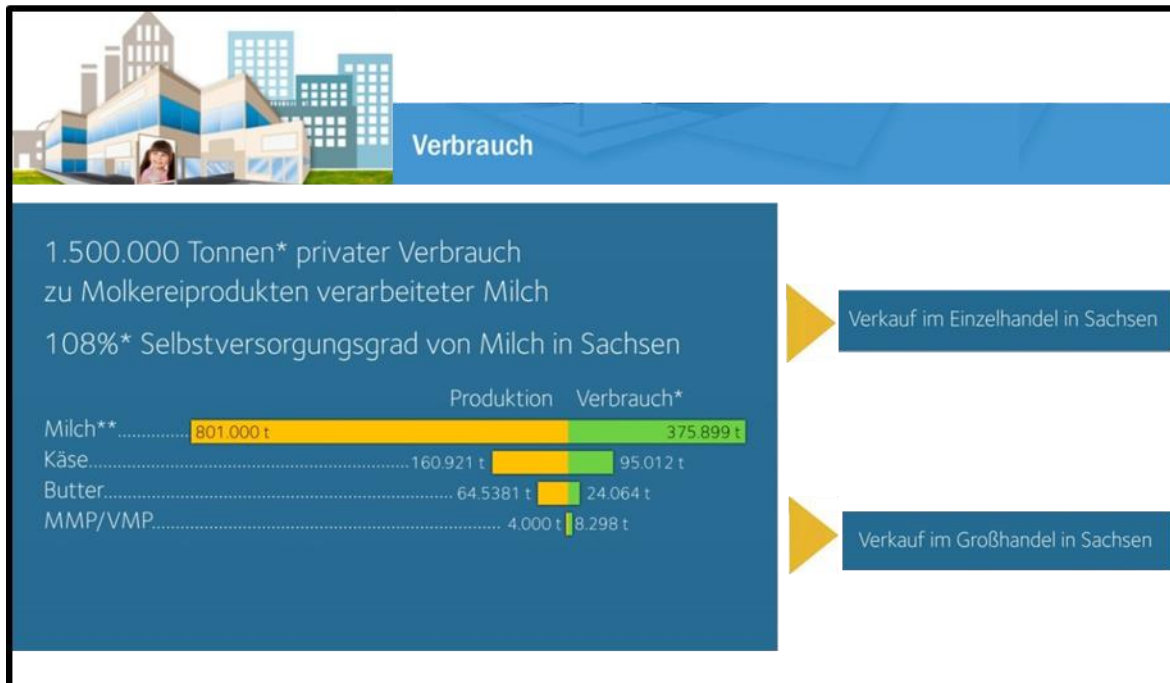 Verbrauch
1.500.000 Tonnen* privater Verbrauch
zu Molkereiprodukten verarbeiteter Milch
108%* Selbstversorgungsgrad von Milch in Sachsen
Produktion Verbrauch*
Milch**.............. 801.000 t 375.899 t
Käse............................................................160.921 t 95.012 t
Butter.................................................................. 64.5381 t 24.064 t
MMP/VMP................................................................ 4.000 t 8.298 t
Verkauf im Einzelhandel in Sachsen
Verkauf im Großhandel in Sachsen